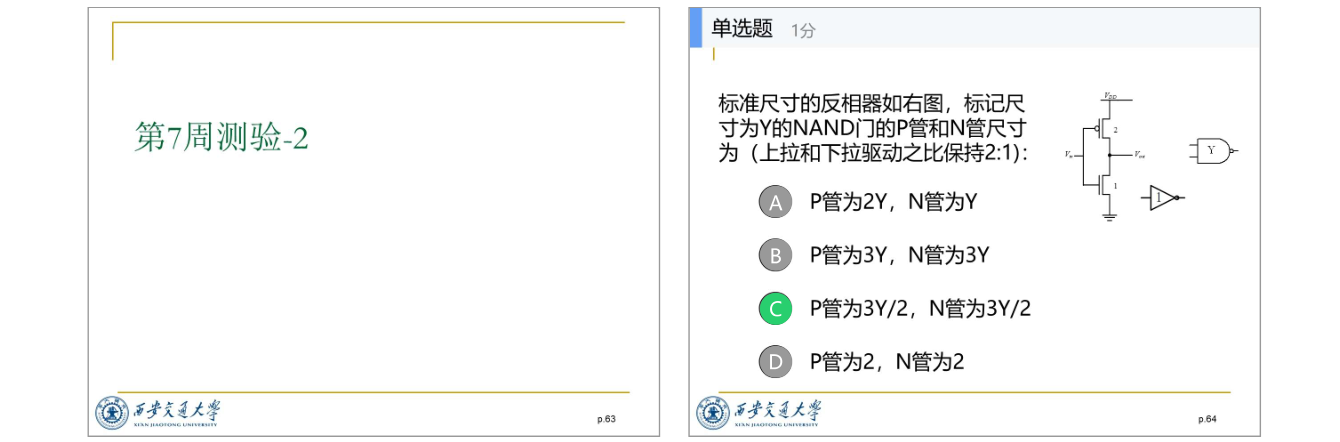 第7周测验-2
西安交通大学
XI'AN JIAOTONG UNIVERSITY
p.63
单选题 1分
标准尺寸的反相器如右图，标记尺
寸为Y的NAND门的P管和N管尺寸
为（上拉和下拉驱动之比保持2:1）：
VDD
2
Vin
Vout
1
Y
1
A P管为2Y，N管为Y
B P管为3Y，N管为3Y
C P管为3Y/2，N管为3Y/2
D P管为2，N管为2
西安交通大学
XI'AN JIAOTONG UNIVERSITY
p.64